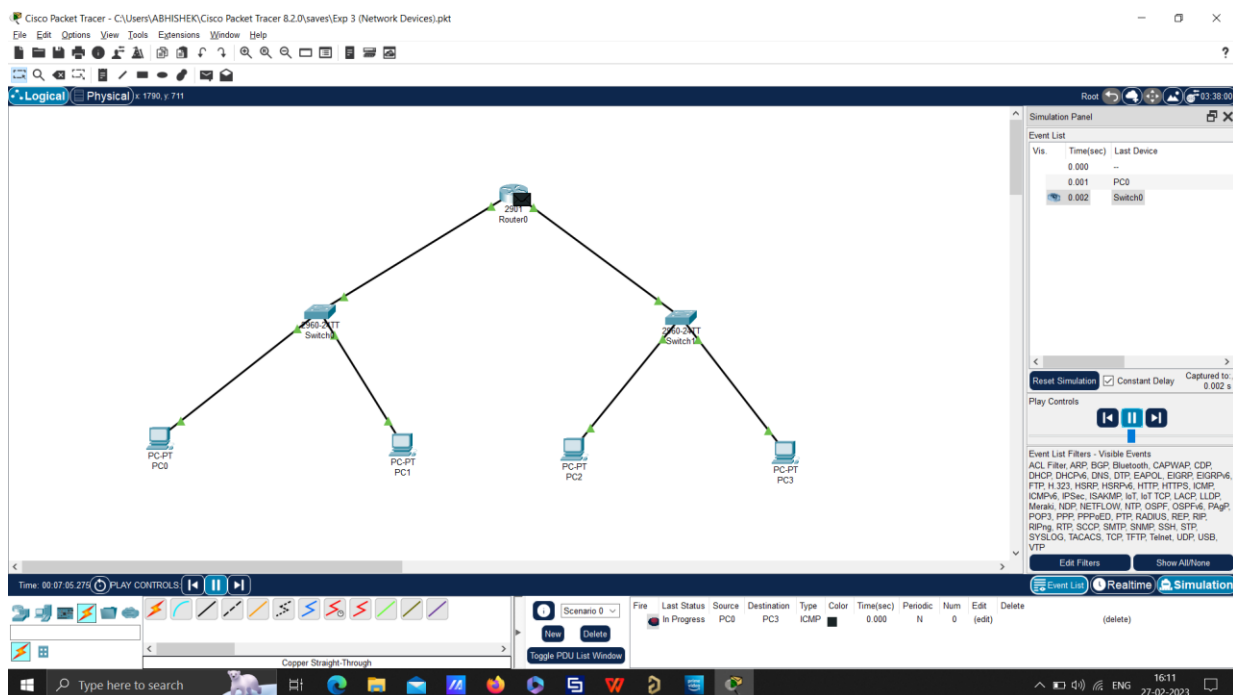 Cisco Packet Tracer - C:\Users\ABHISHEK\Cisco Packet Tracer 8.2.0\saves\Exp 3 (Network Devices).pkt
File Edit Options View Tools Extensions Window Help
?
Logical Physical x: 1790, y: 711
Root 03:38:00
2901
Router0
2960-24TT
Switch0
2960-24TT
Switch1
PC-PT
PC0
PC-PT
PC1
PC-PT
PC2
PC-PT
PC3
Simulation Panel
Event List
Vis. Time(sec) Last Device
0.000 --
0.001 PC0
0.002 Switch0
Reset Simulation Constant Delay Captured to:
0.002 s
Play Controls
Event List Filters - Visible Events
ACL Filter, ARP, BGP, Bluetooth, CAPWAP, CDP,
DHCP, DHCPv6, DNS, DTP, EAPOL, EIGRP, EIGRPv6,
FTP, H.323, HSRP, HSRPv6, HTTP, HTTPS, ICMP,
ICMPv6, IPSec, ISAKMP, IoT, IoT TCP, LACP, LLDP,
Meraki, NDP, NETFLOW, NTP, OSPF, OSPFv6, PAgP,
POP3, PPP, PPPoED, PTP, RADIUS, REP, RIP,
RIPng, RTP, SCCP, SMTP, SNMP, SSH, STP,
SYSLOG, TACACS, TCP, TFTP, Telnet, UDP, USB,
VTP
Edit Filters Show All/None
Time: 00:07:05.275 PLAY CONTROLS:
Event List Realtime Simulation
Scenario 0
New Delete
Toggle PDU List Window
Fire Last Status Source Destination Type Color Time(sec) Periodic Num Edit Delete
In Progress PC0 PC3 ICMP 0.000 N 0 (edit) (delete)
Copper Straight-Through
Type here to search
ENG
16:11
27-02-2023